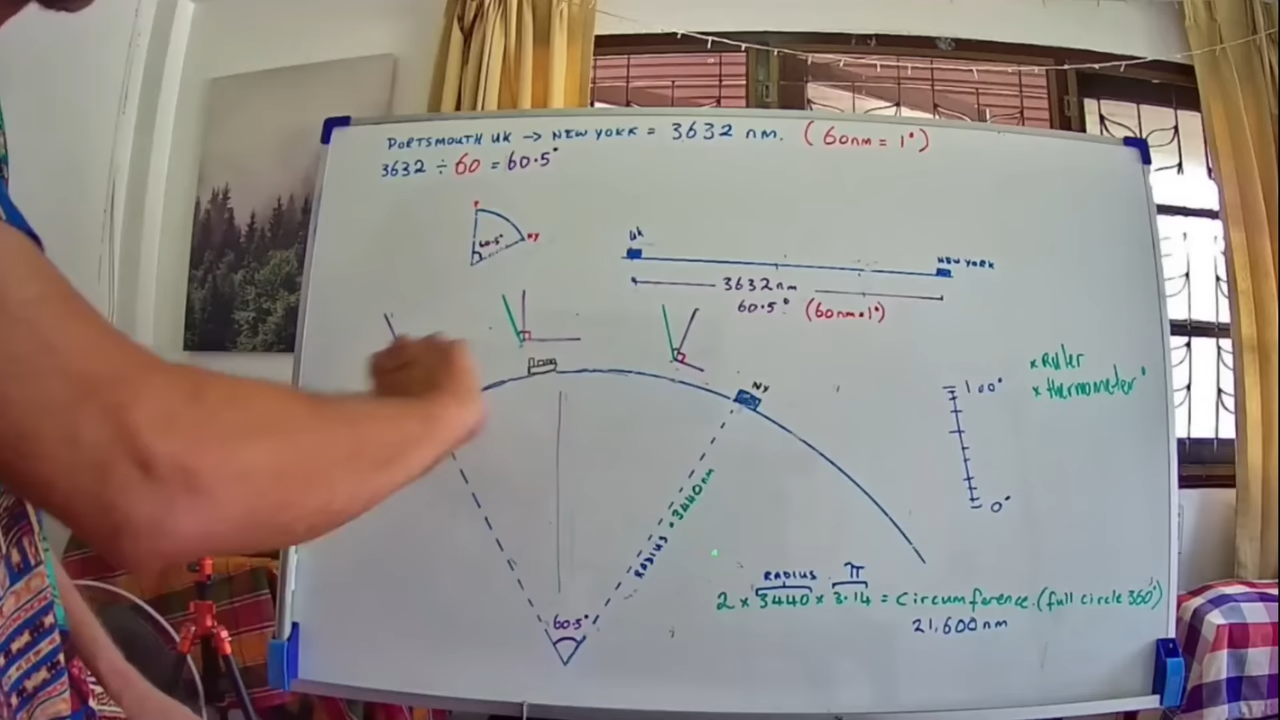 PORTSMOUTH UK → NEW YORK = 3632 nm. (60nm = 1°)
3632 ÷ 60 = 60.5°
60.5°
NY
UK
NEW YORK
3632nm
60.5° (60nm=1°)
NY
x Ruler
x thermometer°
100°
0°
RADIUS = 3440nm
60.5°
RADIUS π
2 x 3440 x 3.14 = Circumference. (full circle 360°)
21,600nm